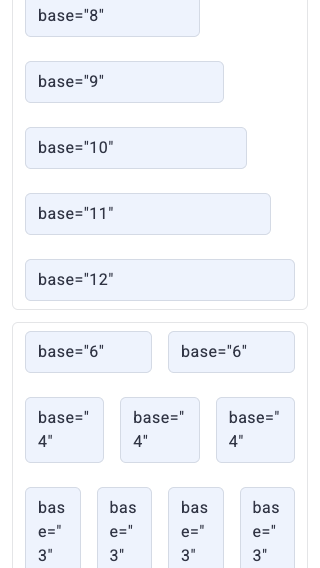 base="8"
base="9"
base="10"
base="11"
base="12"
base="6" base="6"
base=" base=" base="
4" 4" 4"
bas bas bas bas
e=" e=" e=" e="
3" 3" 3" 3"